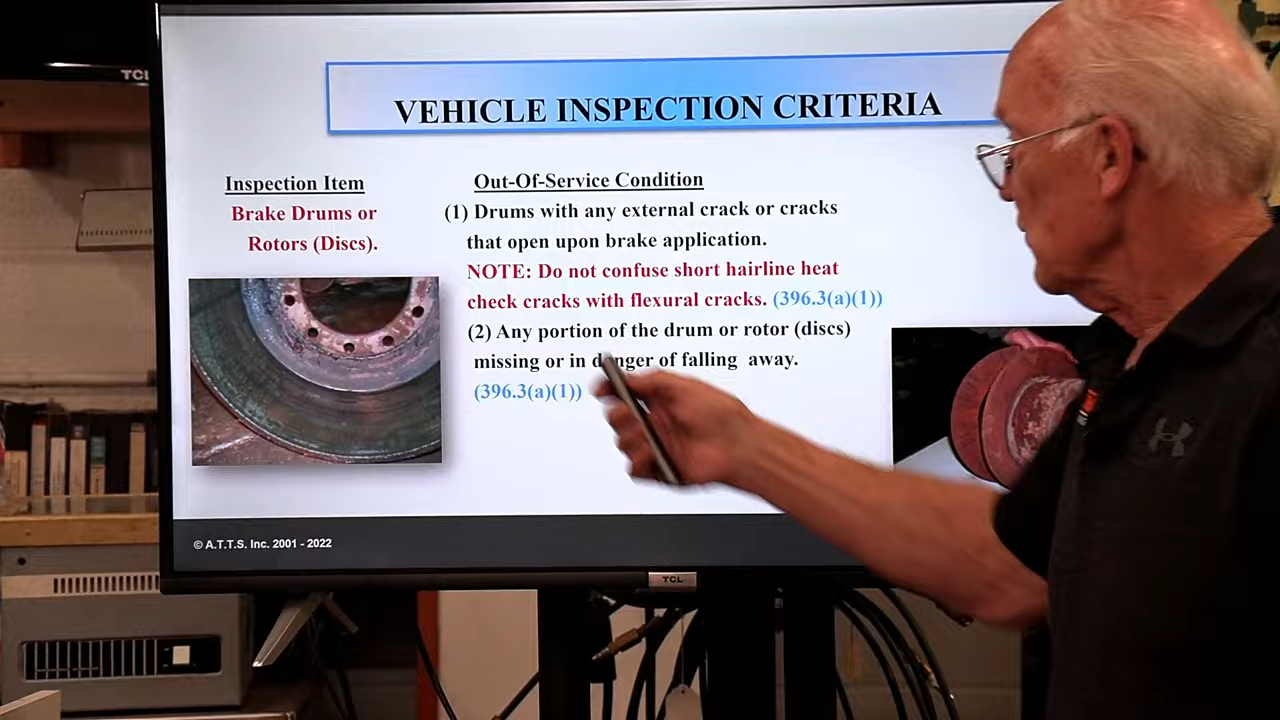 TCL
VEHICLE INSPECTION CRITERIA
Inspection Item
Brake Drums or
Rotors (Discs).
Out-Of-Service Condition
(1) Drums with any external crack or cracks
that open upon brake application.
NOTE: Do not confuse short hairline heat
check cracks with flexural cracks. (396.3(a)(1))
(2) Any portion of the drum or rotor (discs)
missing or in danger of falling away.
(396.3(a)(1))
© A.T.T.S. Inc. 2001 - 2022
TCL